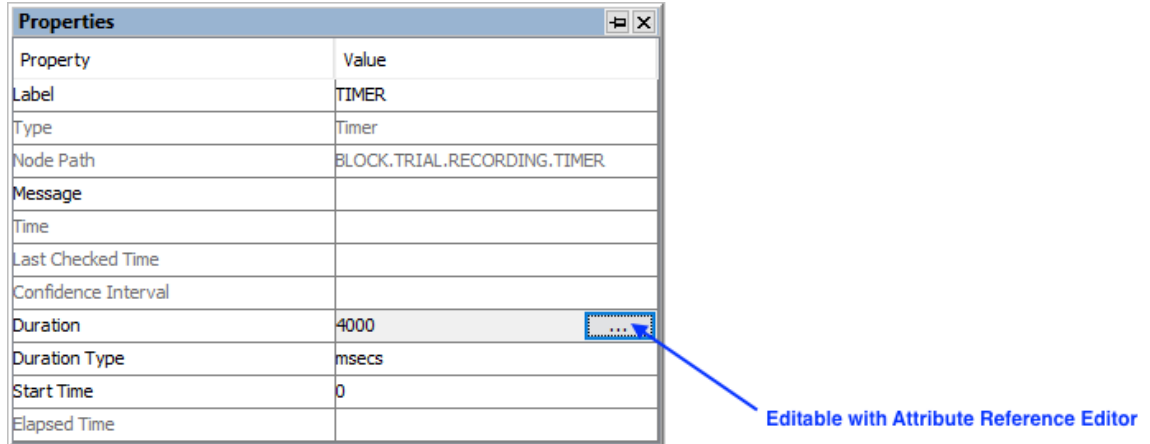 Properties
Property Value
Label TIMER
Type Timer
Node Path BLOCK.TRIAL.RECORDING.TIMER
Message
Time
Last Checked Time
Confidence Interval
Duration 4000 ...
Duration Type msecs
Start Time 0
Elapsed Time
Editable with Attribute Reference Editor